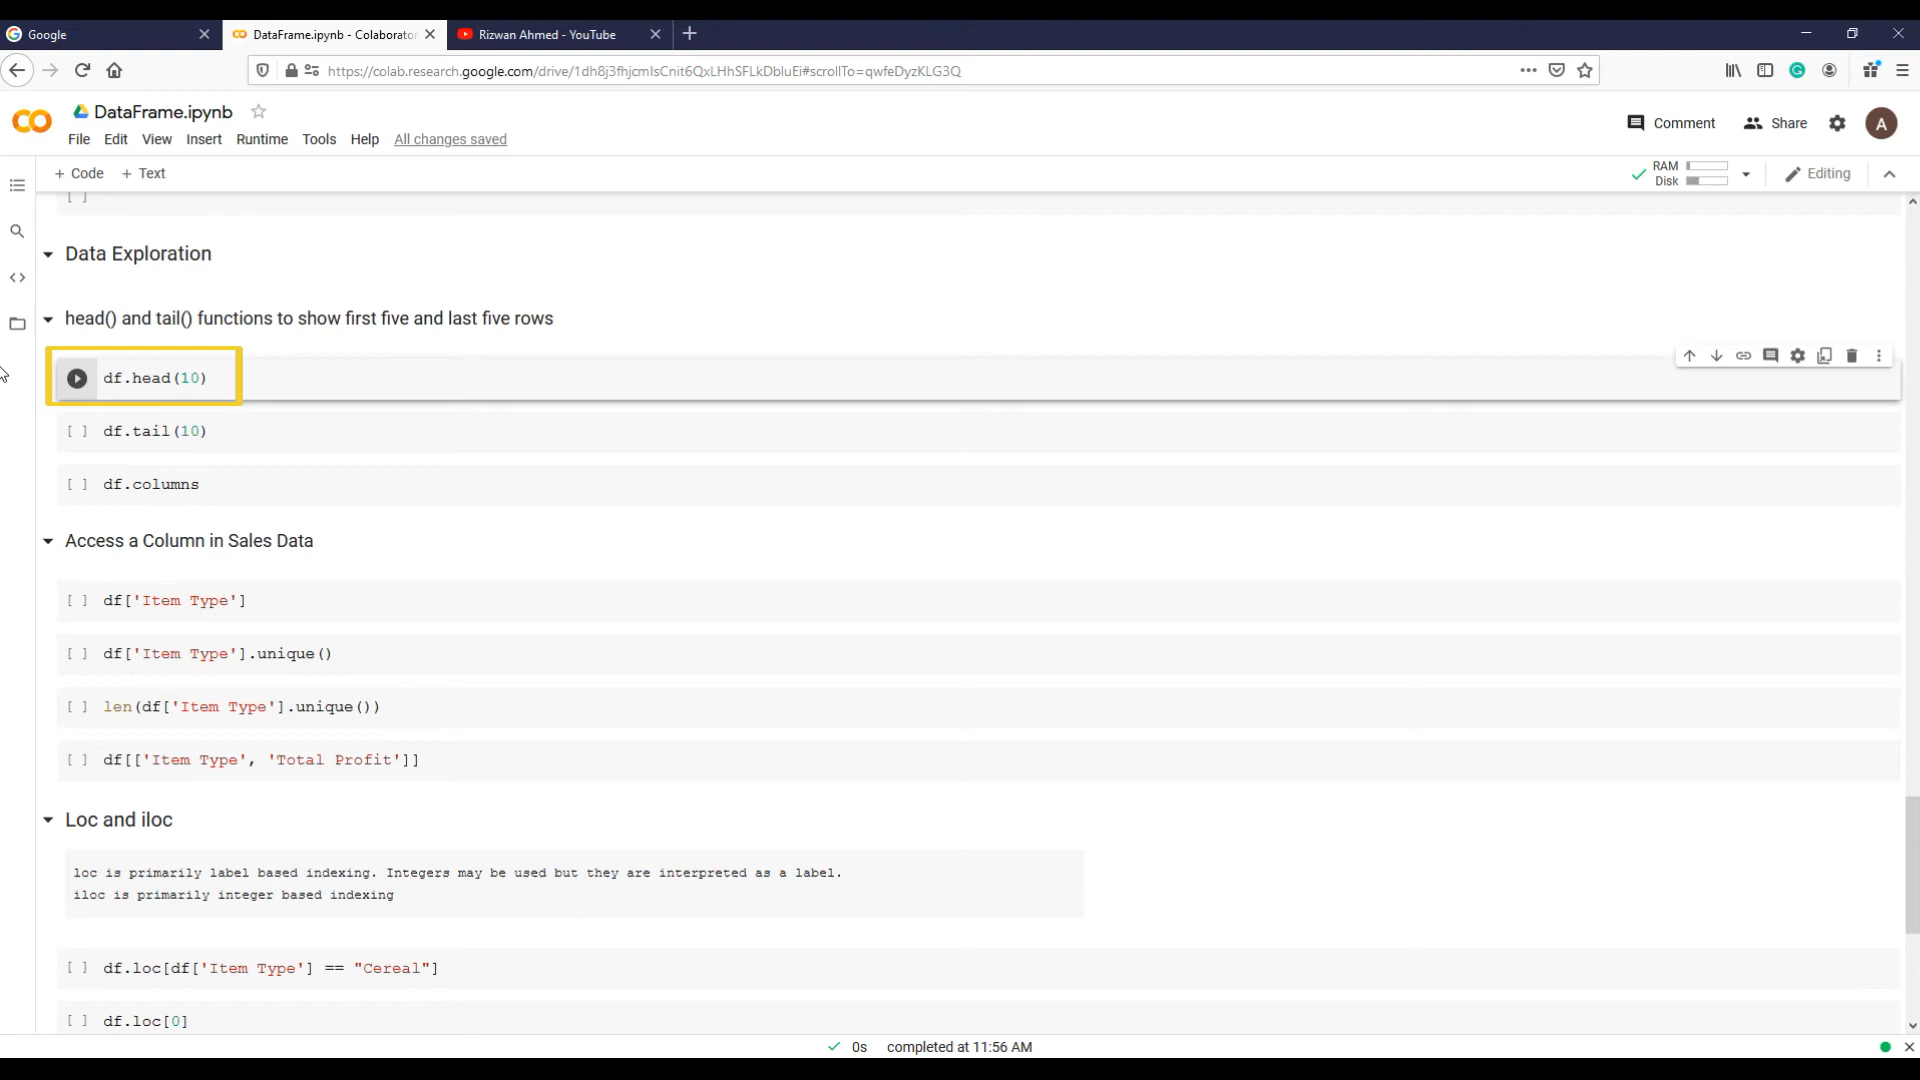 Google
DataFrame.ipynb - Colaborator
Rizwan Ahmed - YouTube
https://colab.research.google.com/drive/1dh8j3fhjcmIsCnit6QxLHhSFLkDbluEi#scrollTo=qwfeDyzKLG3Q
DataFrame.ipynb
File Edit View Insert Runtime Tools Help All changes saved
Comment Share A
+ Code + Text
RAM
Disk
Editing
[ ]
Data Exploration
head() and tail() functions to show first five and last five rows
df.head(10)
[ ] df.tail(10)
[ ] df.columns
Access a Column in Sales Data
[ ] df['Item Type']
[ ] df['Item Type'].unique()
[ ] len(df['Item Type'].unique())
[ ] df[['Item Type', 'Total Profit']]
Loc and iloc
loc is primarily label based indexing. Integers may be used but they are interpreted as a label.
iloc is primarily integer based indexing
[ ] df.loc[df['Item Type'] == "Cereal"]
[ ] df.loc[0]
0s completed at 11:56 AM